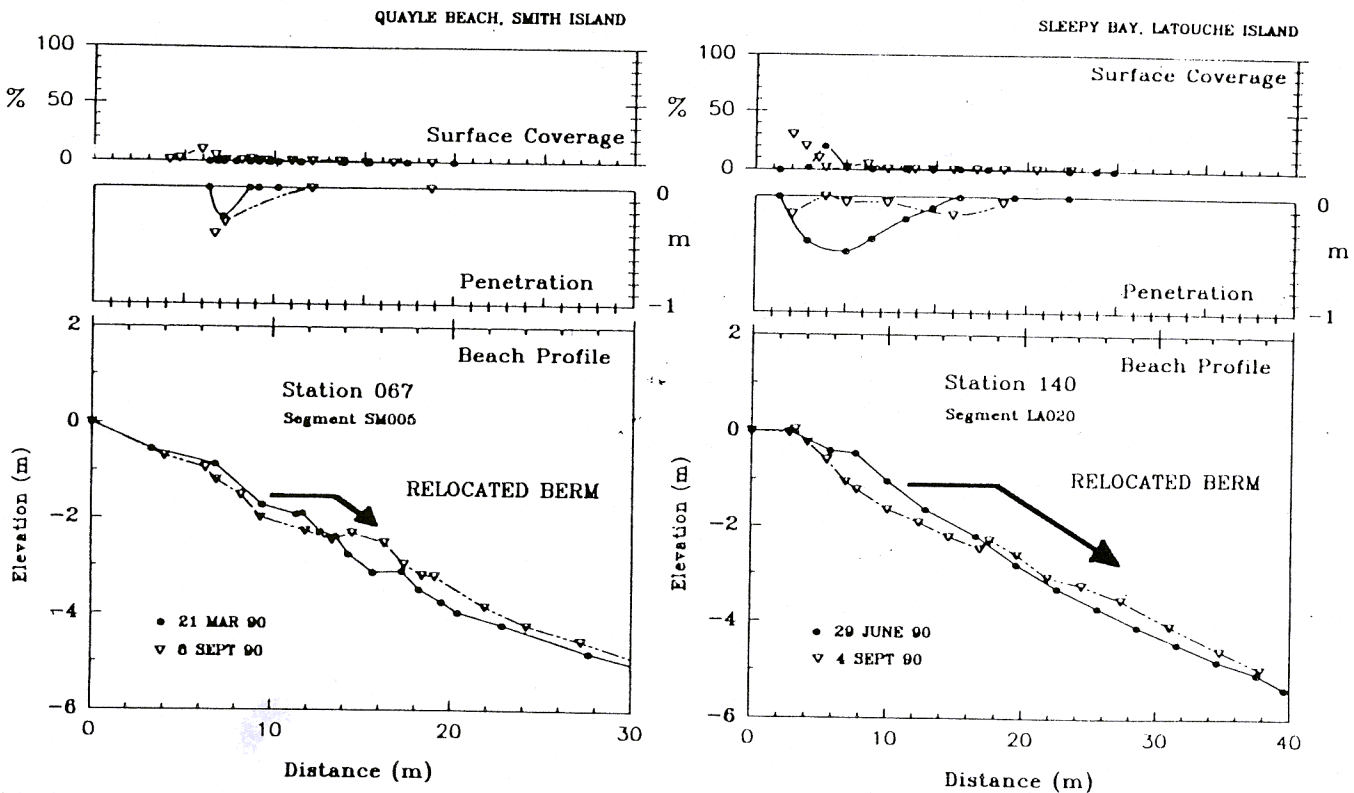 QUAYLE BEACH, SMITH ISLAND
100
%
50
Surface Coverage
0
0
m
Penetration
-1
2
Beach Profile
Station 067
Segment SM005
0
Elevation (m)
RELOCATED BERM
-2
-4
21 MAR 90
8 SEPT 90
-6
0
10
20
30
Distance (m)
SLEEPY BAY, LATOUCHE ISLAND
100
Surface Coverage
%
50
0
0
m
Penetration
-1
2
Beach Profile
Station 140
Segment LA020
0
Elevation (m)
RELOCATED BERM
-2
-4
29 JUNE 90
4 SEPT 90
-6
0
10
20
30
40
Distance (m)